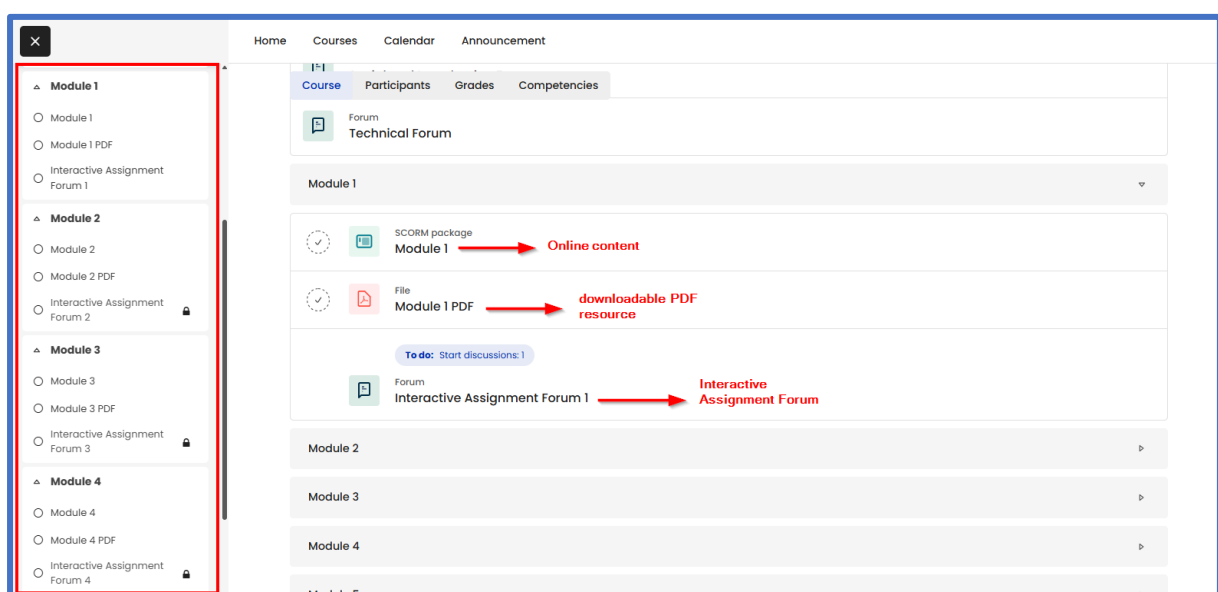 Home Courses Calendar Announcement
Module 1
Module 1
Module 1 PDF
Interactive Assignment
Forum 1
Module 2
Module 2
Module 2 PDF
Interactive Assignment
Forum 2
Module 3
Module 3
Module 3 PDF
Interactive Assignment
Forum 3
Module 4
Module 4
Module 4 PDF
Interactive Assignment
Forum 4
Course Participants Grades Competencies
Forum
Technical Forum
Module 1
SCORM package
Module 1
Online content
File
Module 1 PDF
downloadable PDF
resource
To do: Start discussions: 1
Forum
Interactive Assignment Forum 1
Interactive
Assignment Forum
Module 2
Module 3
Module 4